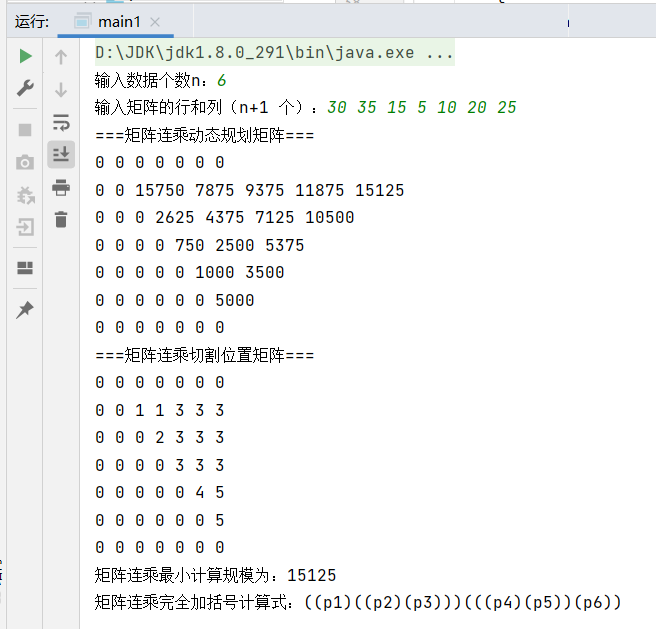 运行: main1
D:\JDK\jdk1.8.0_291\bin\java.exe ...
输入数据个数n：6
输入矩阵的行和列（n+1 个）：30 35 15 5 10 20 25
===矩阵连乘动态规划矩阵===
0 0 0 0 0 0 0
0 0 15750 7875 9375 11875 15125
0 0 0 2625 4375 7125 10500
0 0 0 0 750 2500 5375
0 0 0 0 0 1000 3500
0 0 0 0 0 0 5000
0 0 0 0 0 0 0
===矩阵连乘切割位置矩阵===
0 0 0 0 0 0 0
0 0 1 1 3 3 3
0 0 0 2 3 3 3
0 0 0 0 3 3 3
0 0 0 0 0 4 5
0 0 0 0 0 0 5
0 0 0 0 0 0 0
矩阵连乘最小计算规模为：15125
矩阵连乘完全加括号计算式：((p1)((p2)(p3)))(((p4)(p5))(p6))